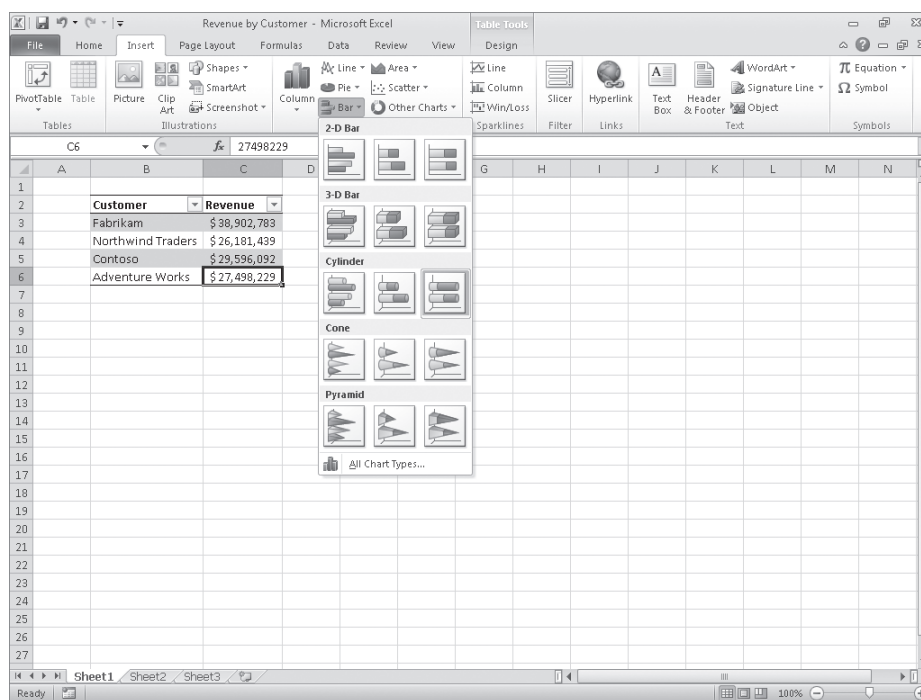 Revenue by Customer - Microsoft Excel
Table Tools
File Home Insert Page Layout Formulas Data Review View Design
PivotTable Table
Picture Clip Art
Shapes
SmartArt
Screenshot
Column
Line Area
Pie Scatter
Bar Other Charts
Line
Column
Win/Loss
Slicer
Hyperlink
Text Box
Header & Footer
WordArt
Signature Line
Object
π Equation
Ω Symbol
Tables Illustrations Sparklines Filter Links Text Symbols
C6 fx 27498229
A B C D G H I J K L M N
1
2 Customer Revenue
3 Fabrikam $38,902,783
4 Northwind Traders $26,181,439
5 Contoso $29,596,092
6 Adventure Works $27,498,229
7
8
9
10
11
12
13
14
15
16
17
18
19
20
21
22
23
24
25
26
27
2-D Bar
3-D Bar
Cylinder
Cone
Pyramid
All Chart Types...
Sheet1 Sheet2 Sheet3
Ready 100%